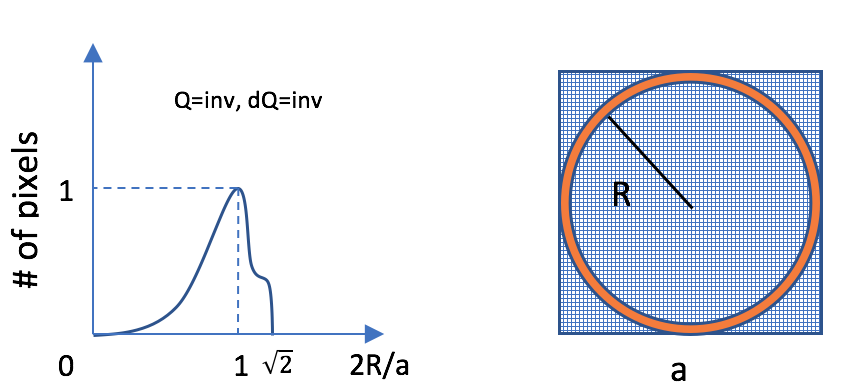 Q=inv, dQ=inv
# of pixels
1
0
1
√2
2R/a
R
a